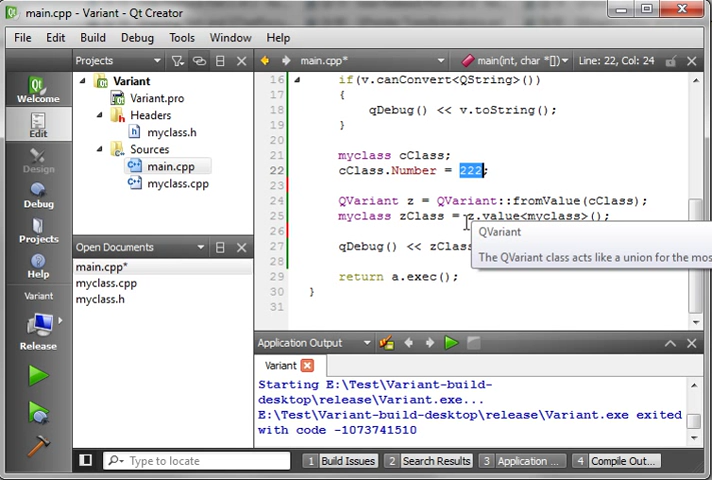 main.cpp* - Variant - Qt Creator
File Edit Build Debug Tools Window Help
Projects main.cpp* main(int, char *[]) Line: 22, Col: 24
Welcome
Edit
Design
Debug
Projects
Help
Variant
Release
Variant
Variant.pro
Headers
myclass.h
Sources
main.cpp
myclass.cpp
Open Documents
main.cpp*
myclass.cpp
myclass.h
16 if(v.canConvert<QString>())
17 {
18 qDebug() << v.toString();
19 }
20
21 myclass cClass;
22 cClass.Number = 222;
23
24 QVariant z = QVariant::fromValue(cClass);
25 myclass zClass = z.value<myclass>();
26
27 qDebug() << zClass
28
29 return a.exec();
30 }
31
QVariant
The QVariant class acts like a union for the mos
Application Output
Variant
Starting E:\Test\Variant-build-
desktop\release\Variant.exe...
E:\Test\Variant-build-desktop\release\Variant.exe exited
with code -1073741510
Type to locate 1 Build Issues 2 Search Results 3 Application ... 4 Compile Out...